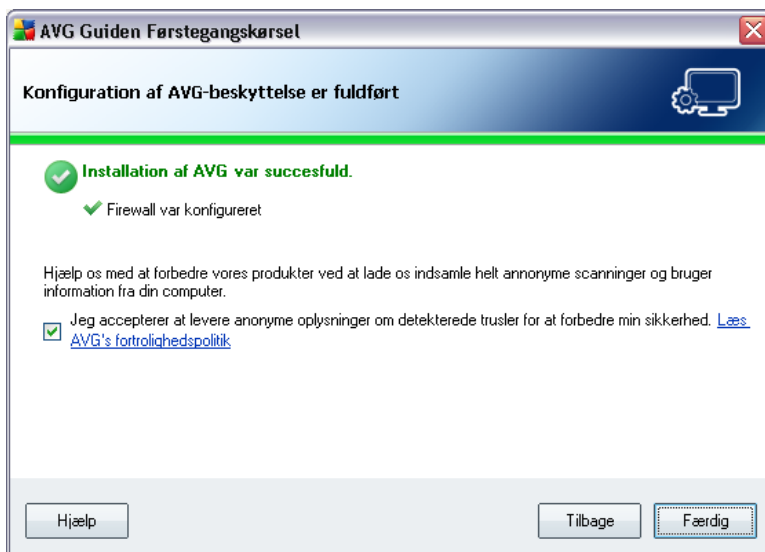 AVG Guiden Førstegangskørsel
Konfiguration af AVG-beskyttelse er fuldført
Installation af AVG var succesfuld.
Firewall var konfigureret
Hjælp os med at forbedre vores produkter ved at lade os indsamle helt annonyme scanninger og bruger
information fra din computer.
Jeg accepterer at levere anonyme oplysninger om detekterede trusler for at forbedre min sikkerhed. Læs
AVG's fortrolighedspolitik
Hjælp
Tilbage
Færdig